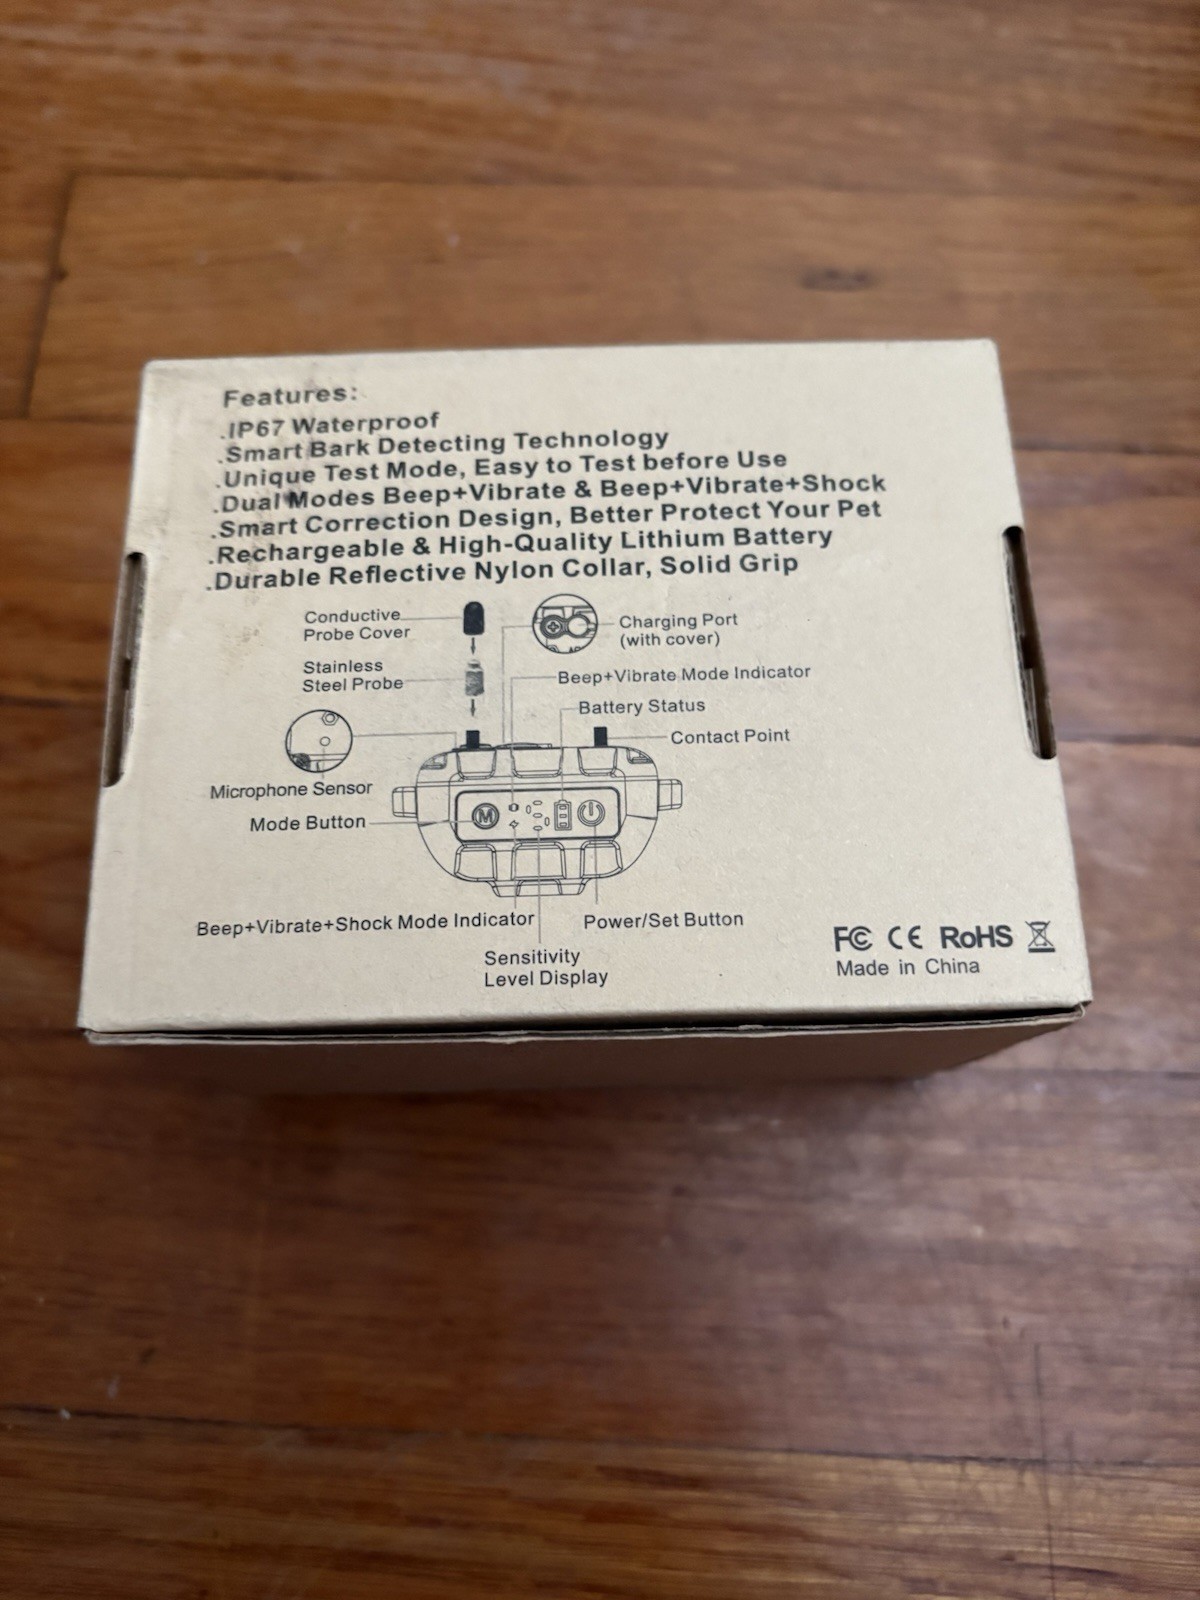 Features:
.IP67 Waterproof
.Smart Bark Detecting Technology
.Unique Test Mode, Easy to Test before Use
.Dual Modes Beep+Vibrate & Beep+Vibrate+Shock
.Smart Correction Design, Better Protect Your Pet
.Rechargeable & High-Quality Lithium Battery
.Durable Reflective Nylon Collar, Solid Grip
Conductive
Probe Cover
Charging Port
(with cover)
Stainless
Steel Probe
Beep+Vibrate Mode Indicator
Battery Status
Contact Point
Microphone Sensor
Mode Button
M
Beep+Vibrate+Shock Mode Indicator
Power/Set Button
Sensitivity
Level Display
FC CE RoHS
Made in China